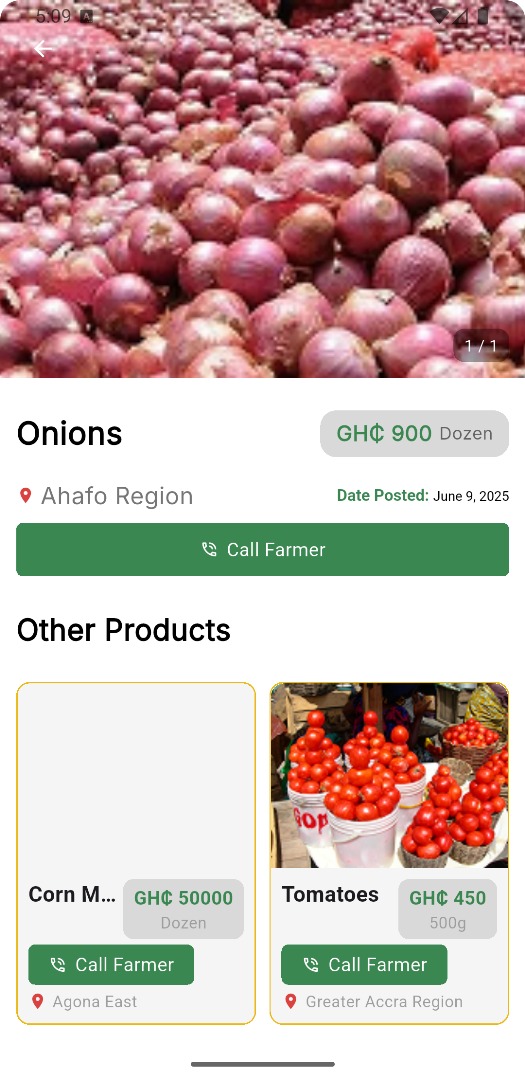 5:09 A
1 / 1
Onions
GH₵ 900 Dozen
Ahafo Region
Date Posted: June 9, 2025
Call Farmer
Other Products
Corn M...
GH₵ 50000
Dozen
Call Farmer
Agona East
gop
Tomatoes
GH₵ 450
500g
Call Farmer
Greater Accra Region